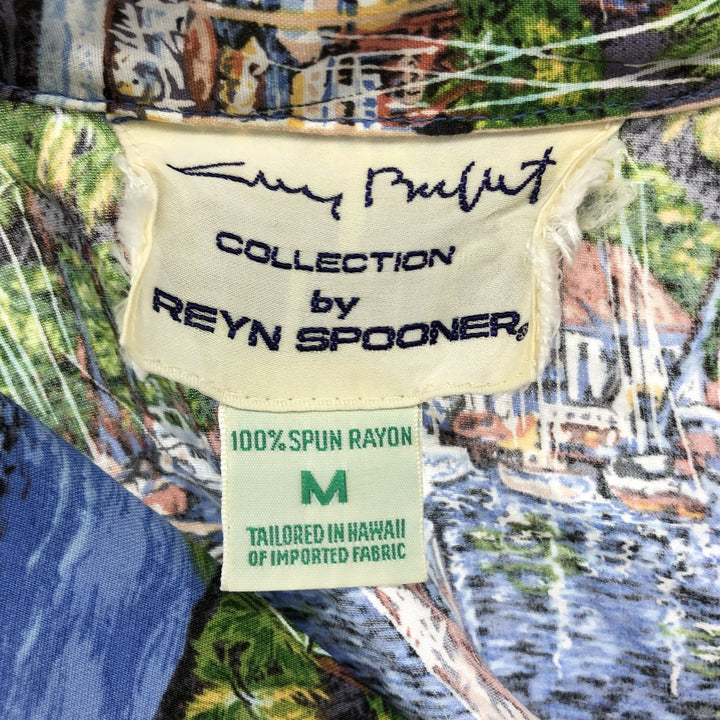 Guy Buffet
COLLECTION
by
REYN SPOONER®
100% SPUN RAYON
M
TAILORED IN HAWAII
OF IMPORTED FABRIC